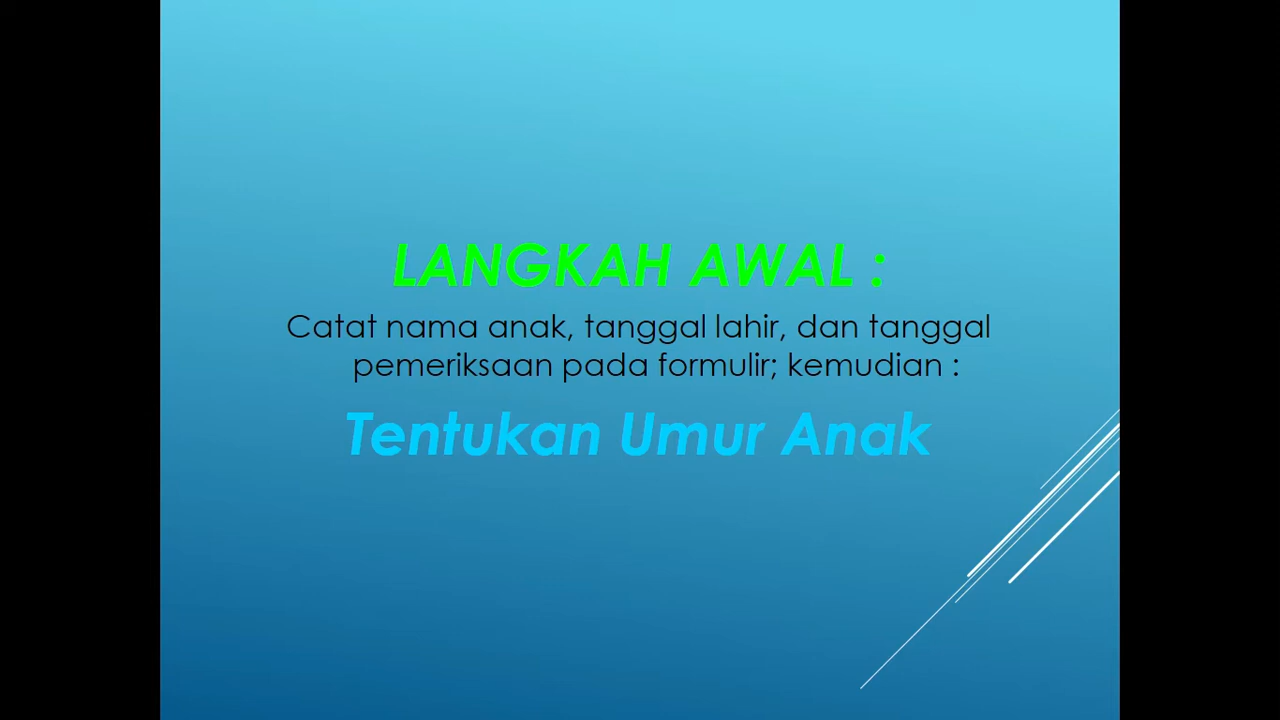 LANGKAH AWAL :
Catat nama anak, tanggal lahir, dan tanggal
pemeriksaan pada formulir; kemudian :
Tentukan Umur Anak